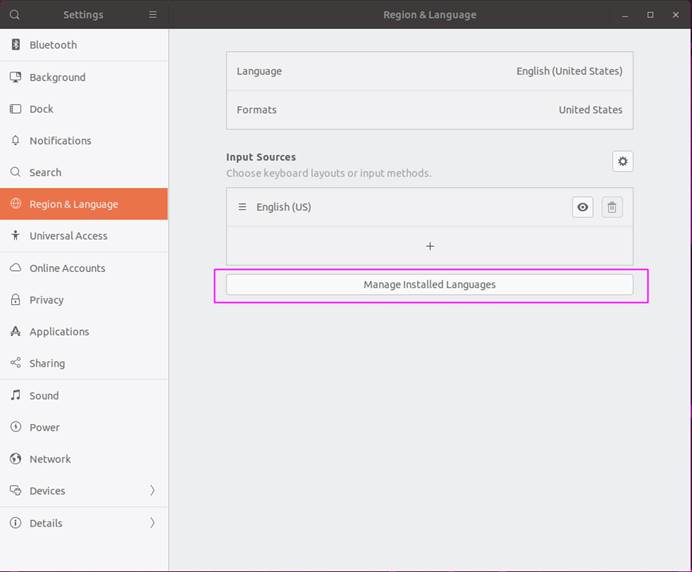 Settings
Region & Language
Bluetooth
Background
Dock
Notifications
Search
Region & Language
Universal Access
Online Accounts
Privacy
Applications
Sharing
Sound
Power
Network
Devices
Details
Language English (United States)
Formats United States
Input Sources
Choose keyboard layouts or input methods.
English (US)
Manage Installed Languages